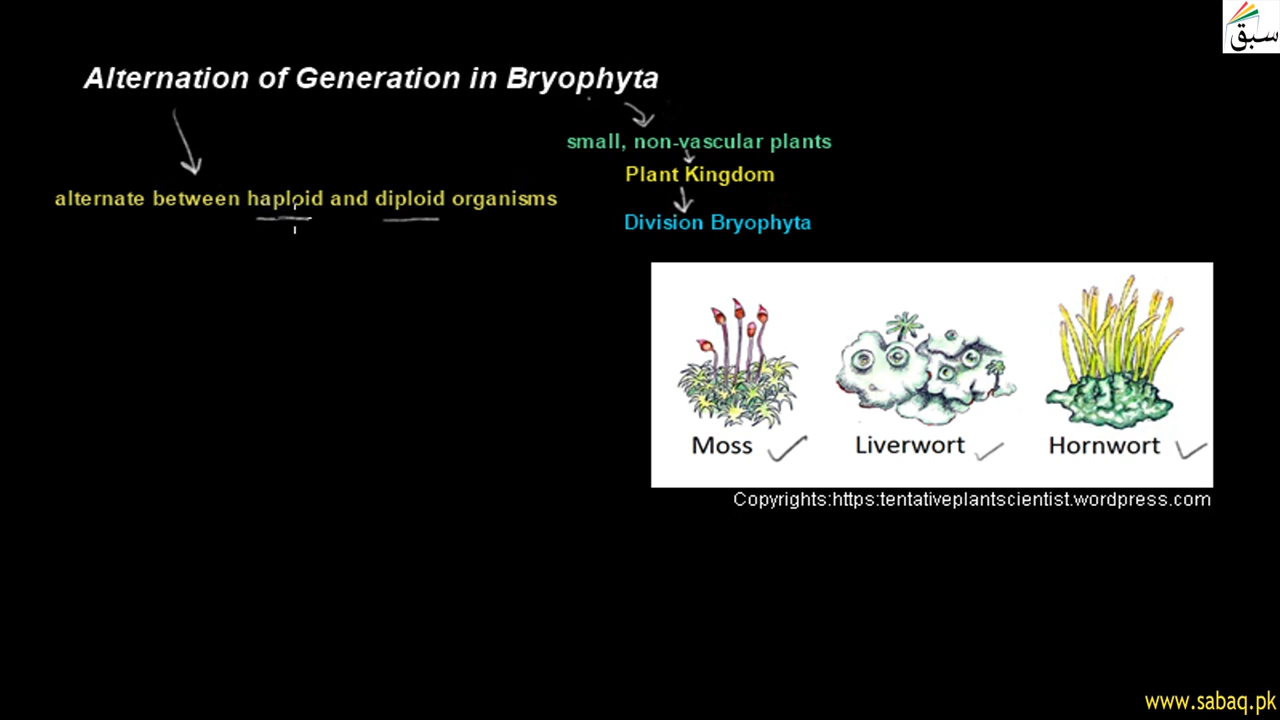 سبق
Alternation of Generation in Bryophyta
small, non-vascular plants
Plant Kingdom
alternate between haploid and diploid organisms
Division Bryophyta
Moss Liverwort Hornwort
Copyrights:https:tentativeplantscientist.wordpress.com
www.sabaq.pk